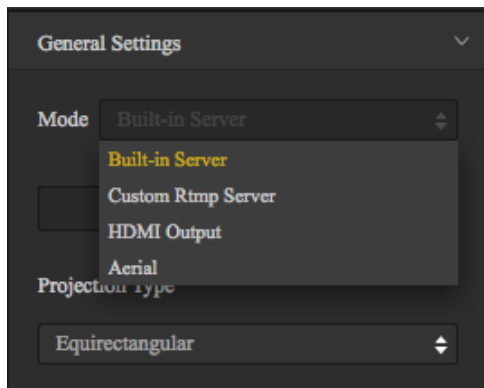 General Settings
Mode
Built-in Server
Built-in Server
Custom Rtmp Server
HDMI Output
Aerial
Projection Type
Equirectangular